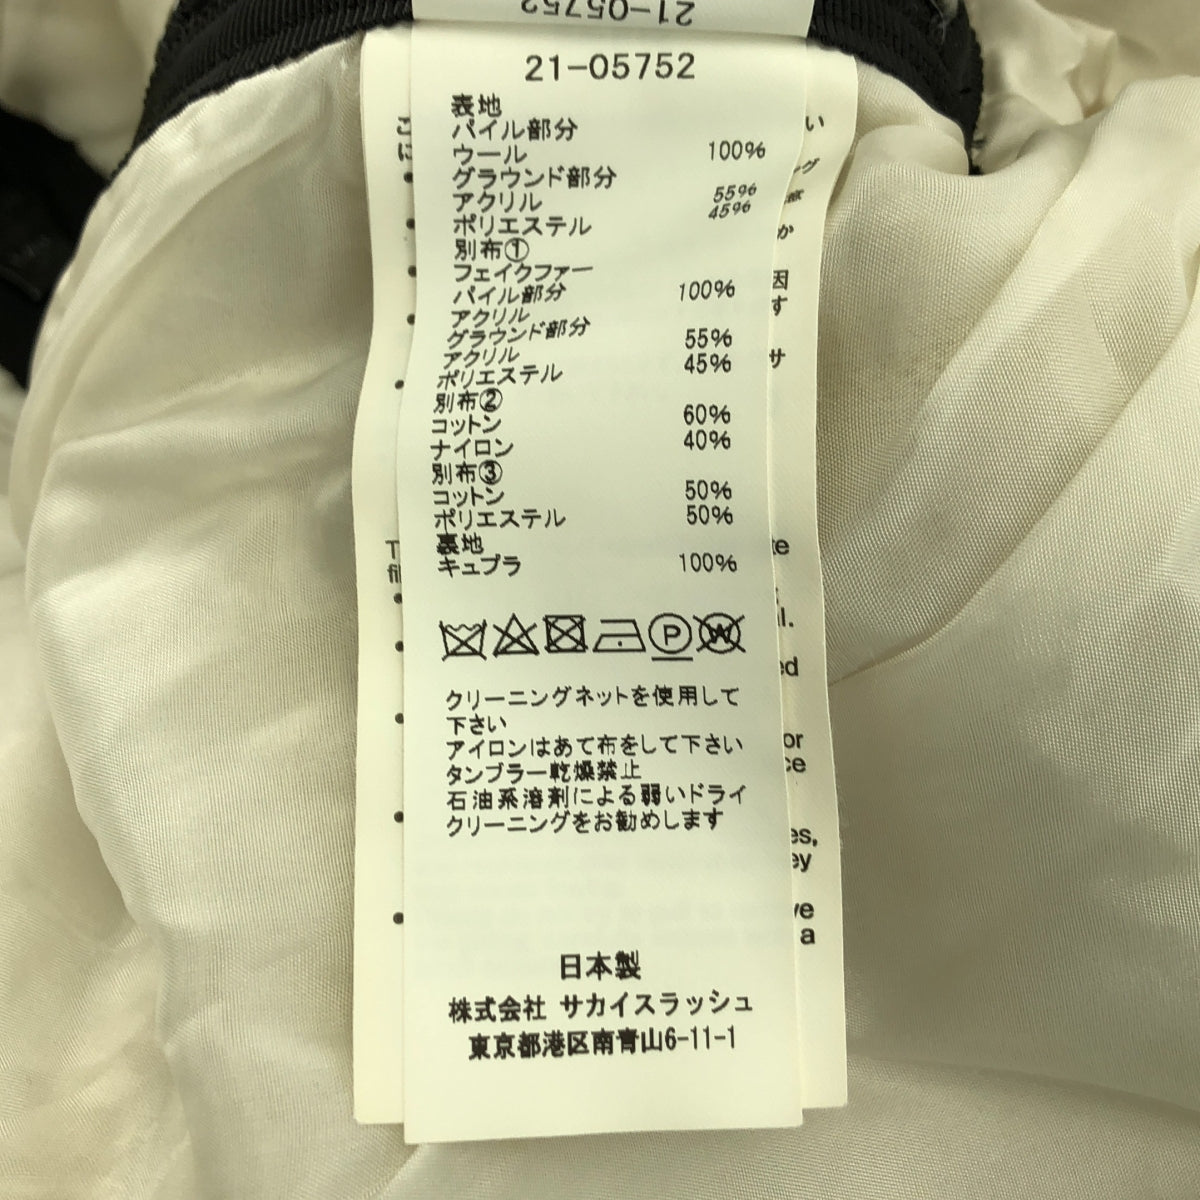 21-05752
21-05752
表地
パイル部分
ウール 100%
グラウンド部分
アクリル 55%
ポリエステル 45%
別布①
フェイクファー
パイル部分
アクリル 100%
グラウンド部分
アクリル 55%
ポリエステル 45%
別布②
コットン 60%
ナイロン 40%
別布③
コットン 50%
ポリエステル 50%
裏地
キュプラ 100%
P W
クリーニングネットを使用して
下さい
アイロンはあて布をして下さい
タンブラー乾燥禁止
石油系溶剤による弱いドライ
クリーニングをお勧めします
日本製
株式会社 サカイスラッシュ
東京都港区南青山6-11-1